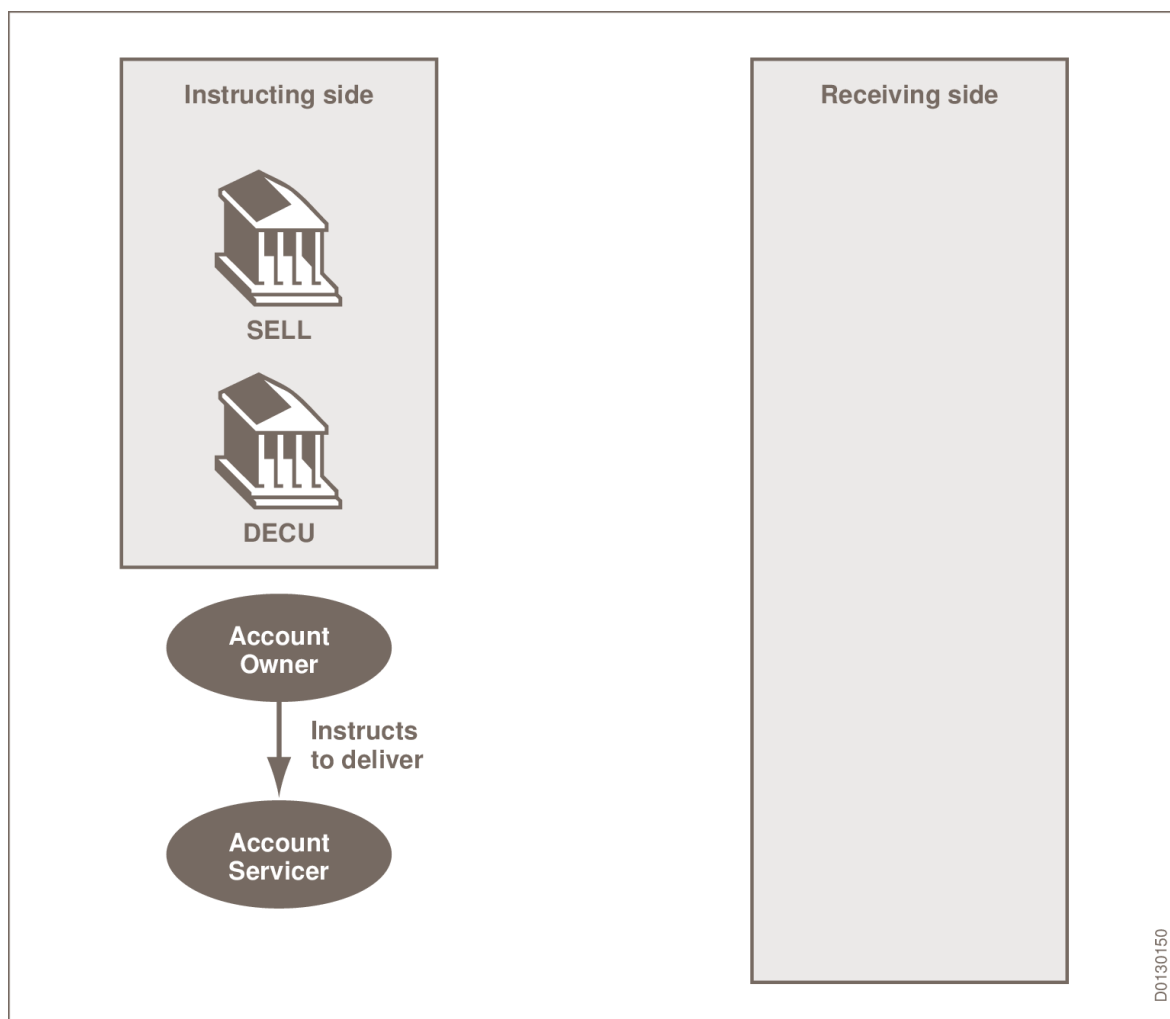 Instructing side
SELL
DECU
Account
Owner
Instructs
to deliver
Account
Servicer
Receiving side
D0130150